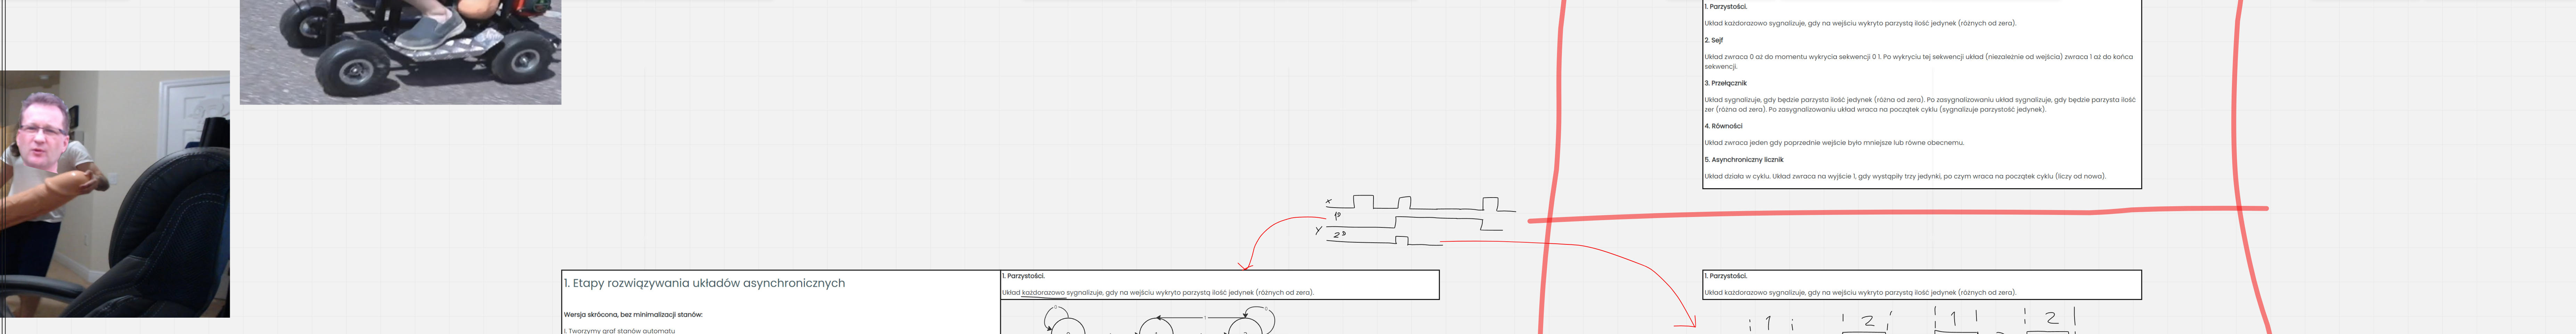 1. Parzystości.
Układ każdorazowo sygnalizuje, gdy na wejściu wykryto parzystą ilość jedynek (różnych od zera).
2. Sejf
Układ zwraca 0 aż do momentu wykrycia sekwencji 0 1. Po wykryciu tej sekwencji układ (niezależnie od wejścia) zwraca 1 aż do końca
sekwencji.
3. Przełącznik
Układ sygnalizuje, gdy będzie parzysta ilość jedynek (różna od zera). Po zasygnalizowaniu układ sygnalizuje, gdy będzie parzysta ilość
zer (różna od zera). Po zasygnalizowaniu układ wraca na początek cyklu (sygnalizuje parzystość jedynek).
4. Równości
Układ zwraca jeden gdy poprzednie wejście było mniejsze lub równe obecnemu.
5. Asynchroniczny licznik
Układ działa w cyklu. Układ zwraca na wyjście 1, gdy wystąpiły trzy jedynki, po czym wraca na początek cyklu (liczy od nowa).
x
1°
y
2°
1. Etapy rozwiązywania układów asynchronicznych
Wersja skrócona, bez minimalizacji stanów:
1. Tworzymy graf stanów automatu
1. Parzystości.
Układ każdorazowo sygnalizuje, gdy na wejściu wykryto parzystą ilość jedynek (różnych od zera).
0 1 0
1. Parzystości.
Układ każdorazowo sygnalizuje, gdy na wejściu wykryto parzystą ilość jedynek (różnych od zera).
1 2 1 2